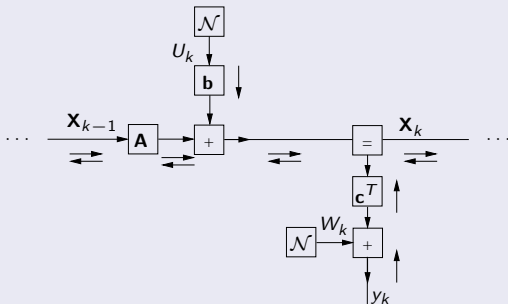 𝒩
U_k
b
··· X_{k−1} A + = X_k ···
c^T
𝒩 W_k +
y_k